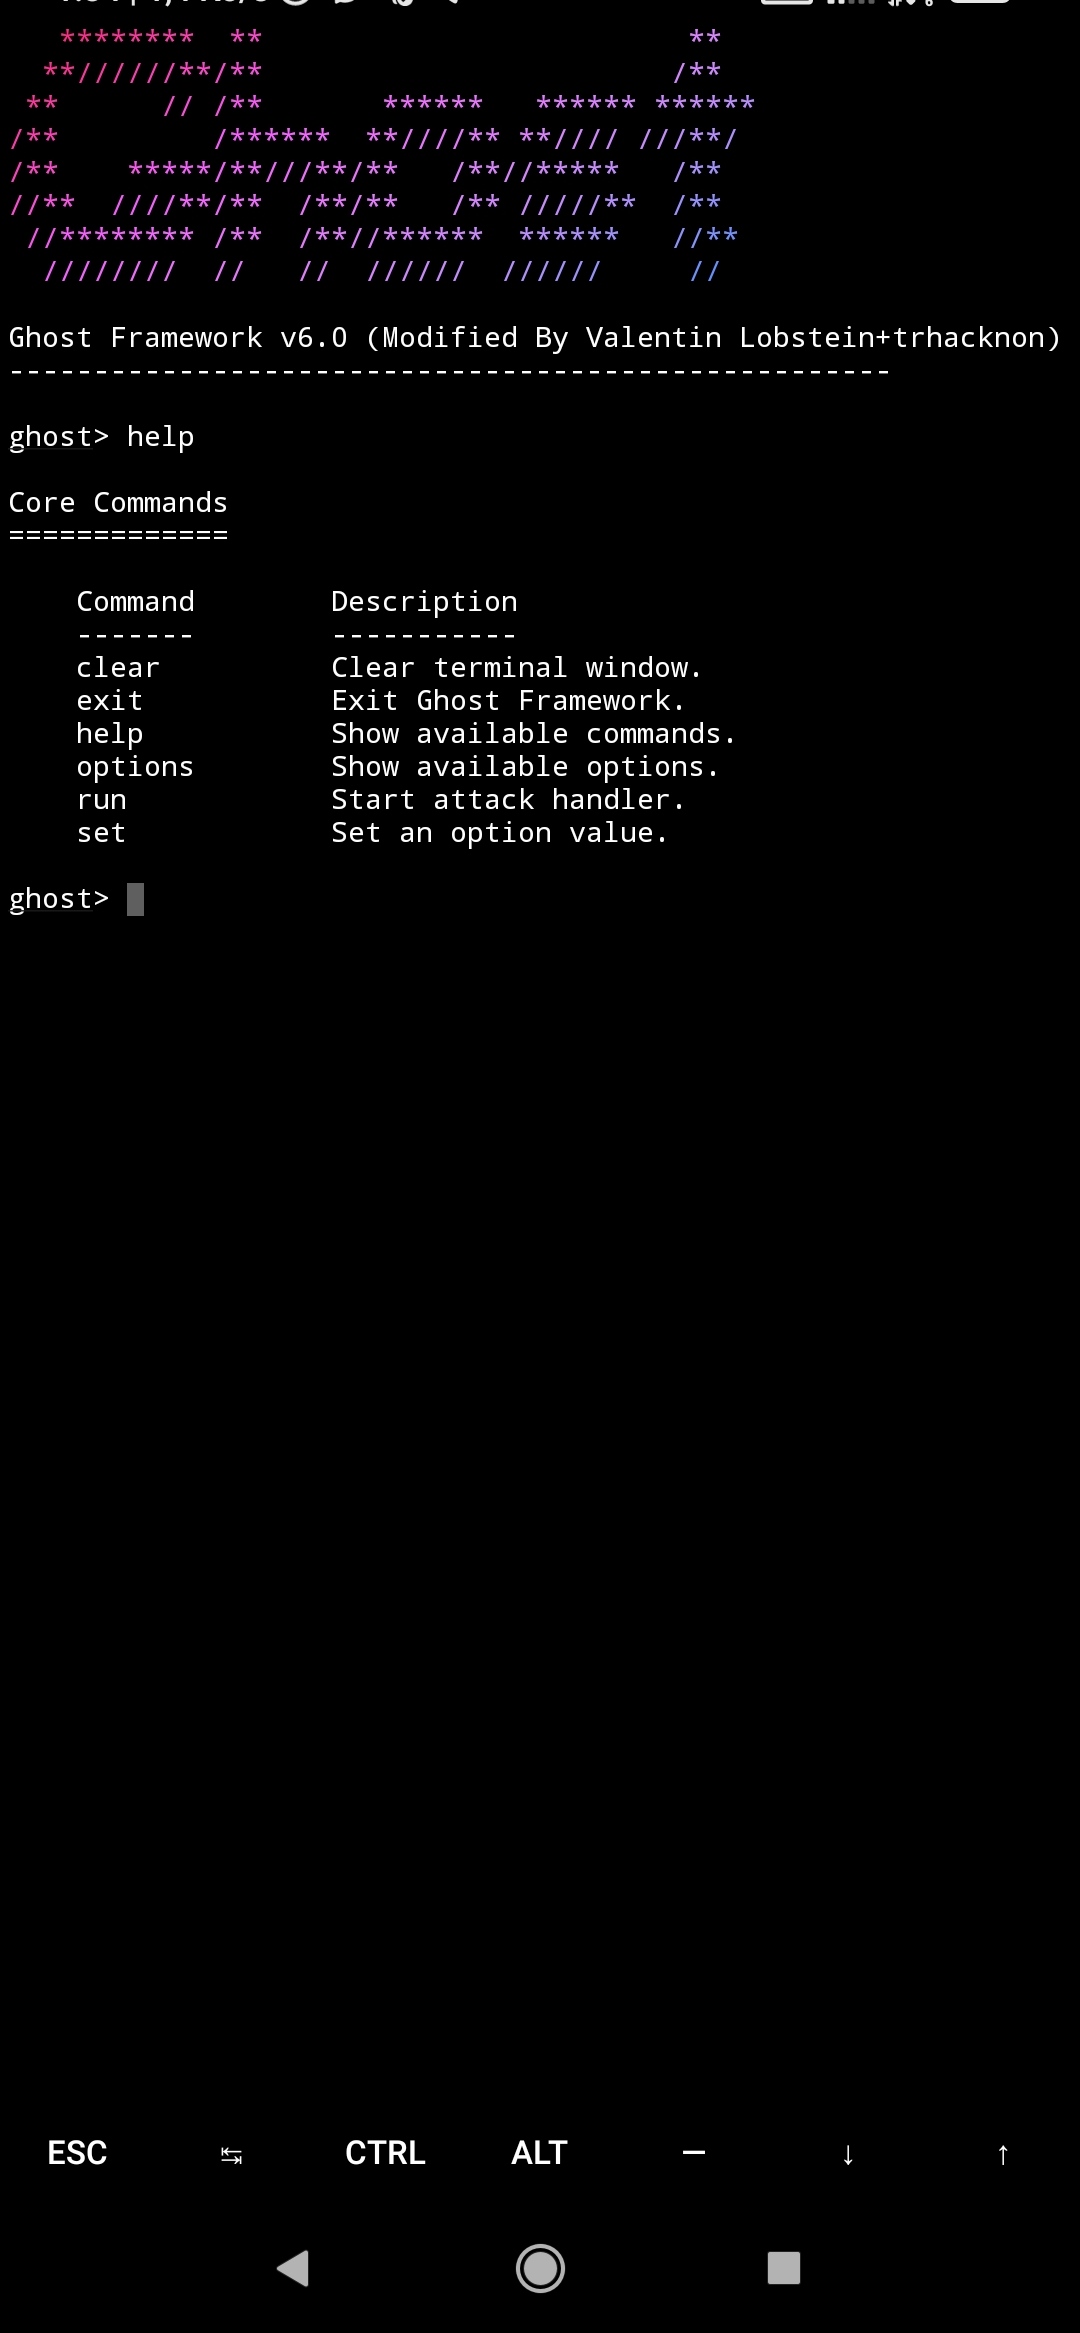 ********  **                         **
  **//////**/**                        /**
 **      // /**       ******   ****** ******
/**         /******  **////** **//// ///**/
/**    *****/**///**/**   /**//*****   /**
//**  ////**/**  /**/**   /** /////**  /**
 //******** /**  /**//******  ******   //**
  ////////  //   //  //////  //////     //
Ghost Framework v6.0 (Modified By Valentin Lobstein+trhacknon)
----------------------------------------------------
ghost> help
Core Commands
=============
    Command        Description
    -------        -----------
    clear          Clear terminal window.
    exit           Exit Ghost Framework.
    help           Show available commands.
    options        Show available options.
    run            Start attack handler.
    set            Set an option value.
ghost>
ESC ↹ CTRL ALT — ↓ ↑